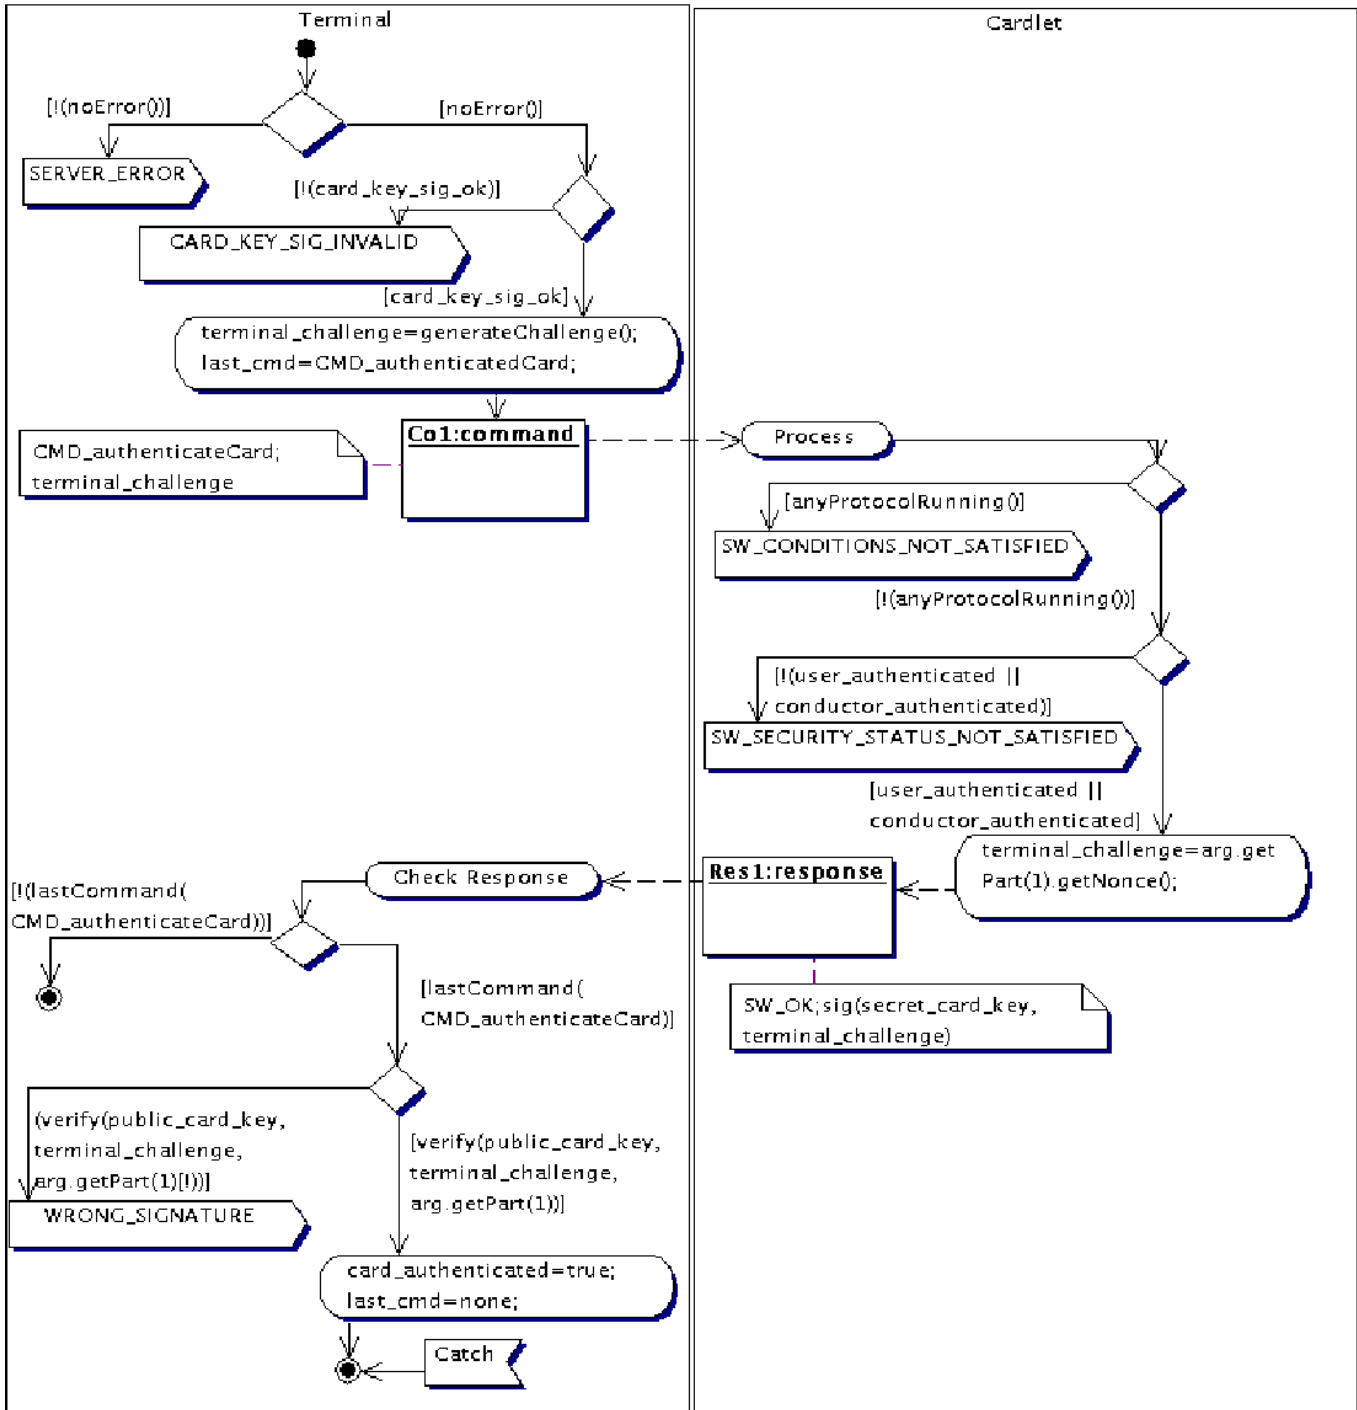 Terminal
Cardlet
[!(noError())]
[noError()]
SERVER_ERROR
[!(card_key_sig_ok)]
CARD_KEY_SIG_INVALID
[card_key_sig_ok]
terminal_challenge=generateChallenge();
last_cmd=CMD_authenticatedCard;
CMD_authenticateCard;
terminal_challenge
Co1:command
Process
[anyProtocolRunning()]
SW_CONDITIONS_NOT_SATISFIED
[!(anyProtocolRunning())]
[!(user_authenticated ||
conductor_authenticated)]
SW_SECURITY_STATUS_NOT_SATISFIED
[user_authenticated ||
conductor_authenticated]
terminal_challenge=arg.get
Part(1).getNonce();
Res1:response
SW_OK;sig(secret_card_key,
terminal_challenge)
Check Response
[!(lastCommand(
CMD_authenticateCard))]
[lastCommand(
CMD_authenticateCard)]
(verify(public_card_key,
terminal_challenge,
arg.getPart(1)[!))]
WRONG_SIGNATURE
[verify(public_card_key,
terminal_challenge,
arg.getPart(1))]
card_authenticated=true;
last_cmd=none;
Catch